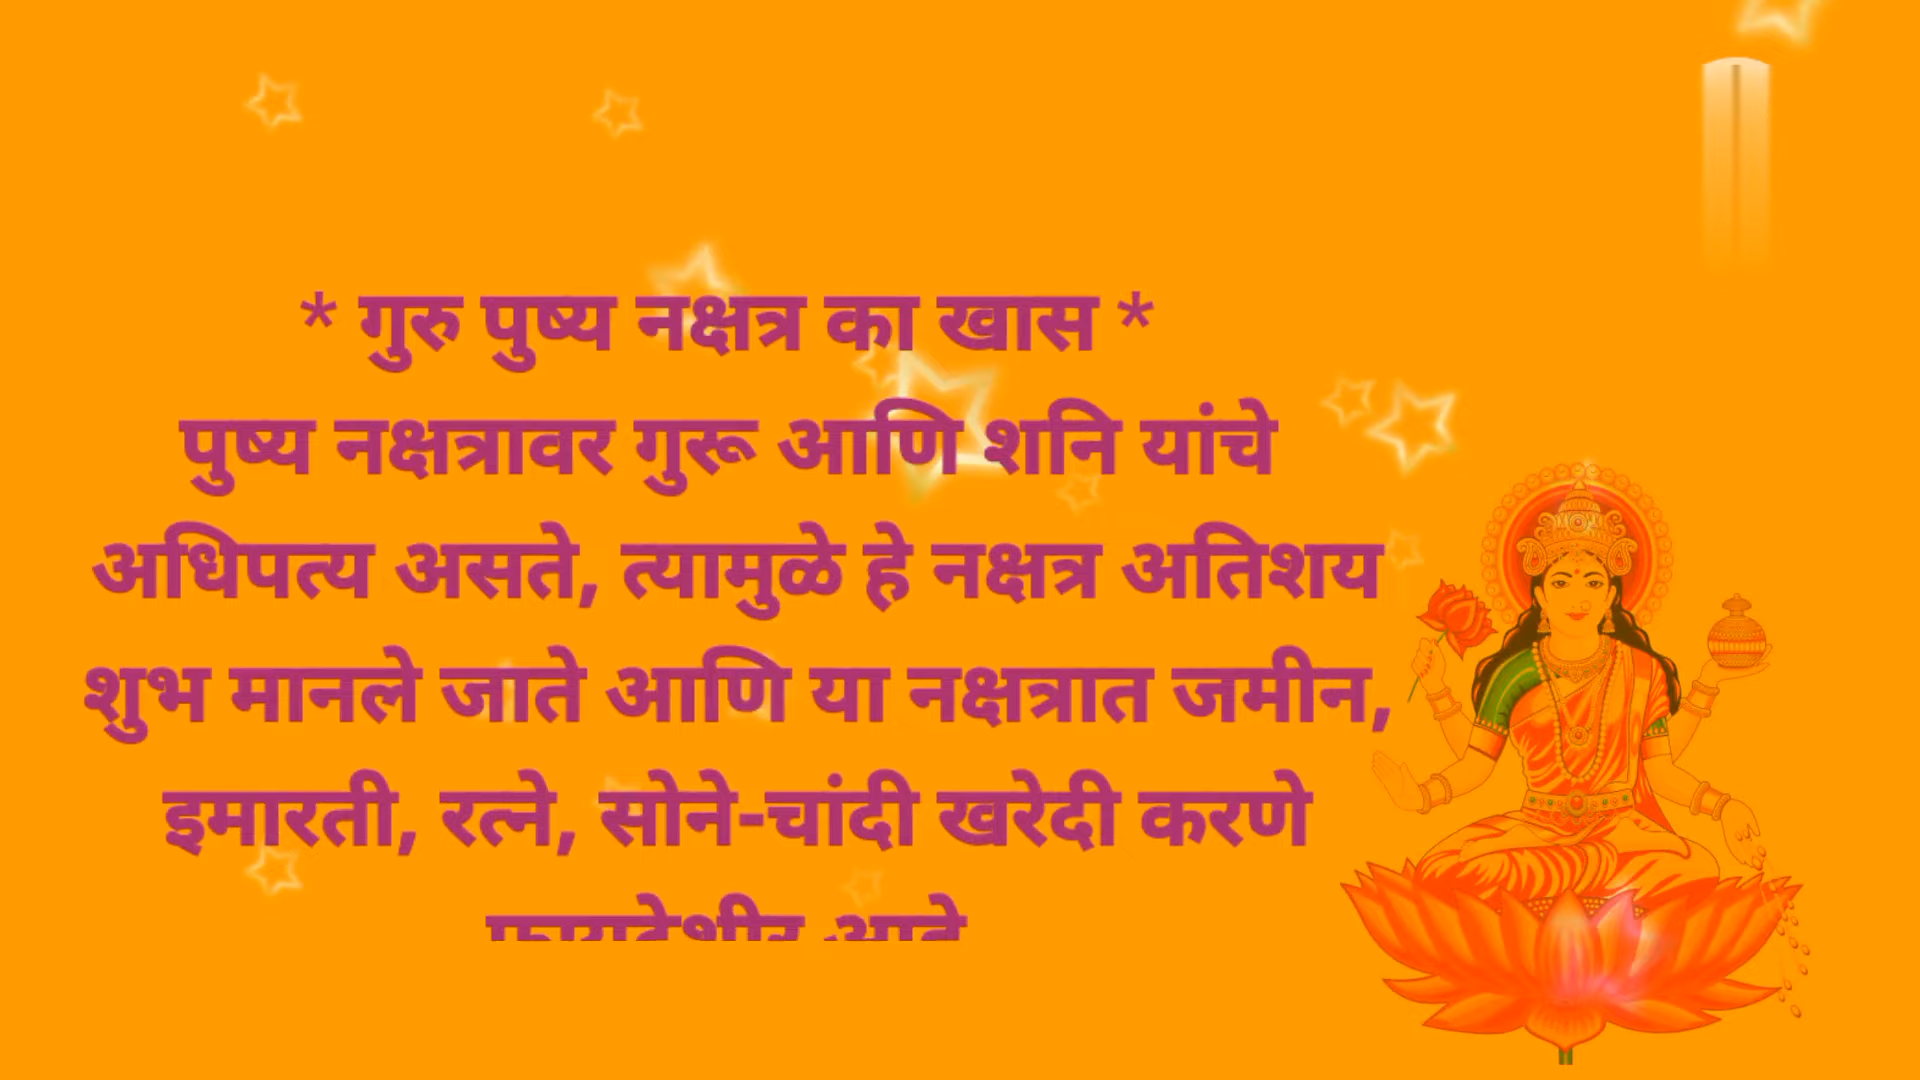 * गुरु पुष्य नक्षत्र का खास *
पुष्य नक्षत्रावर गुरू आणि शनि यांचे
अधिपत्य असते, त्यामुळे हे नक्षत्र अतिशय
शुभ मानले जाते आणि या नक्षत्रात जमीन,
इमारती, रत्ने, सोने-चांदी खरेदी करणे